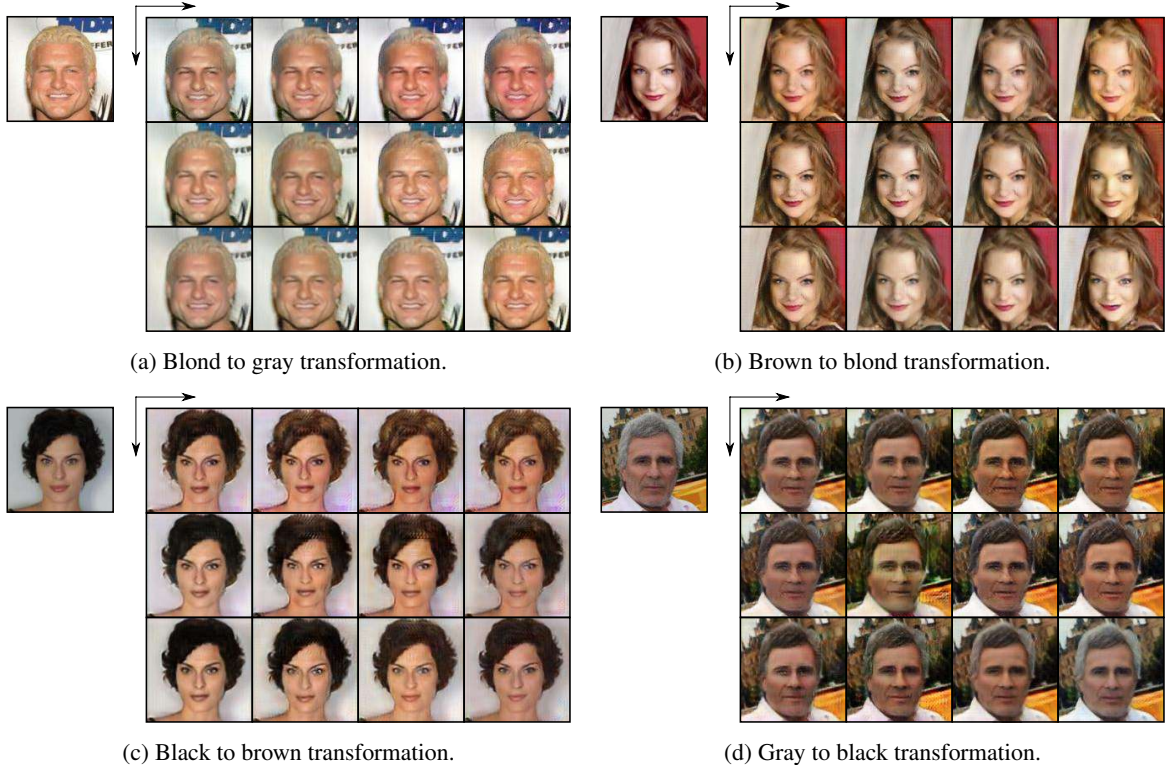 (a) Blond to gray transformation.
(b) Brown to blond transformation.
(c) Black to brown transformation.
(d) Gray to black transformation.